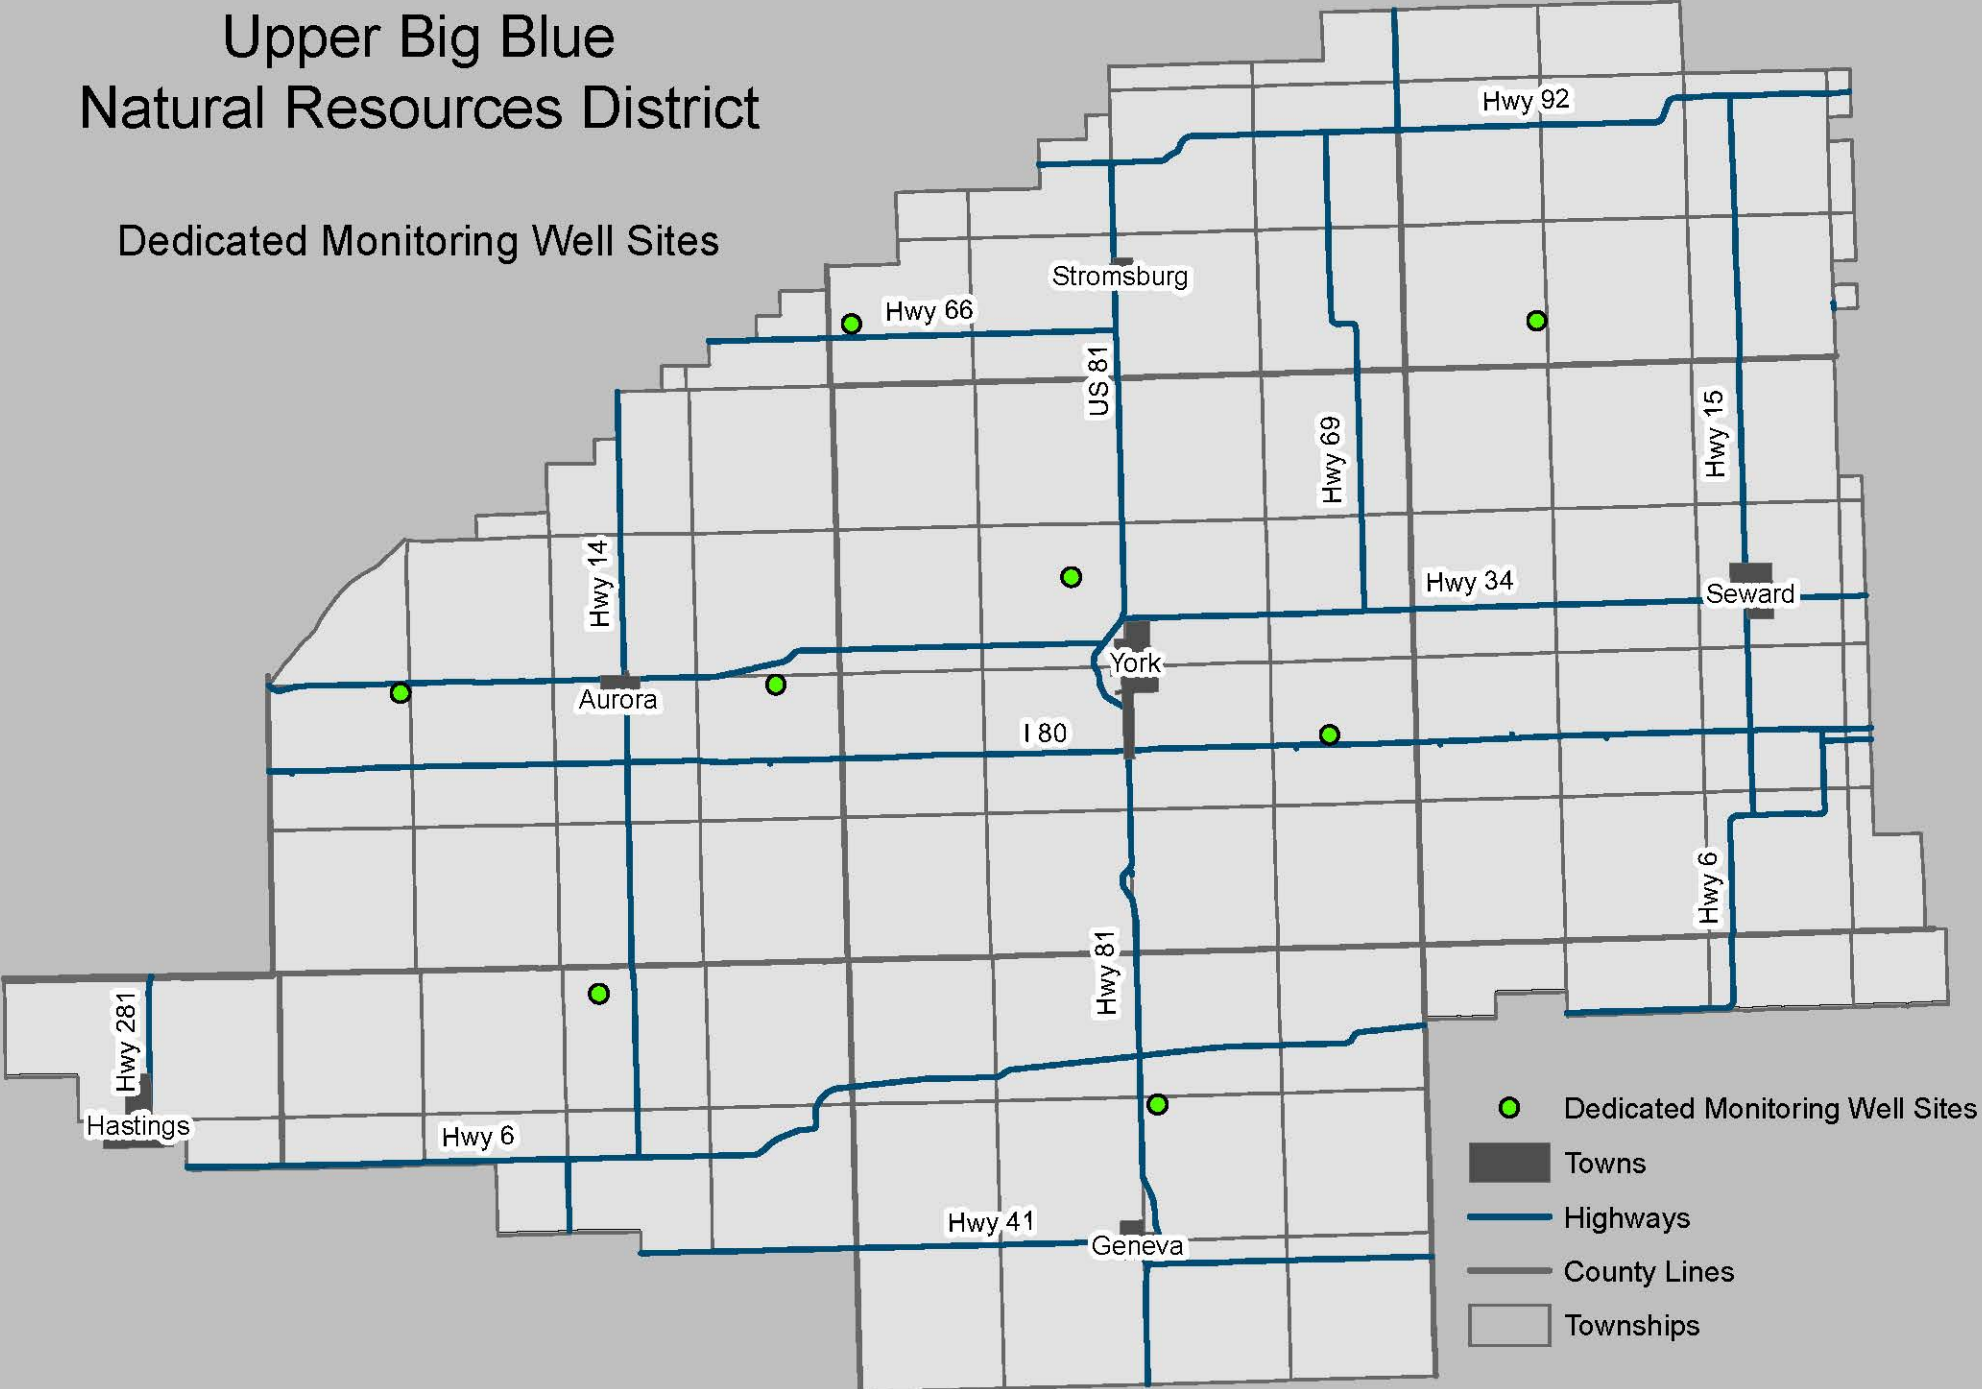 Upper Big Blue
Natural Resources District
Dedicated Monitoring Well Sites
Hwy 92
Stromsburg
Hwy 66
US 81
Hwy 69
Hwy 15
Hwy 14
Hwy 34
Seward
York
Aurora
I 80
Hwy 6
Hwy 81
Hwy 281
Hastings
Hwy 6
Hwy 41
Geneva
Dedicated Monitoring Well Sites
Towns
Highways
County Lines
Townships